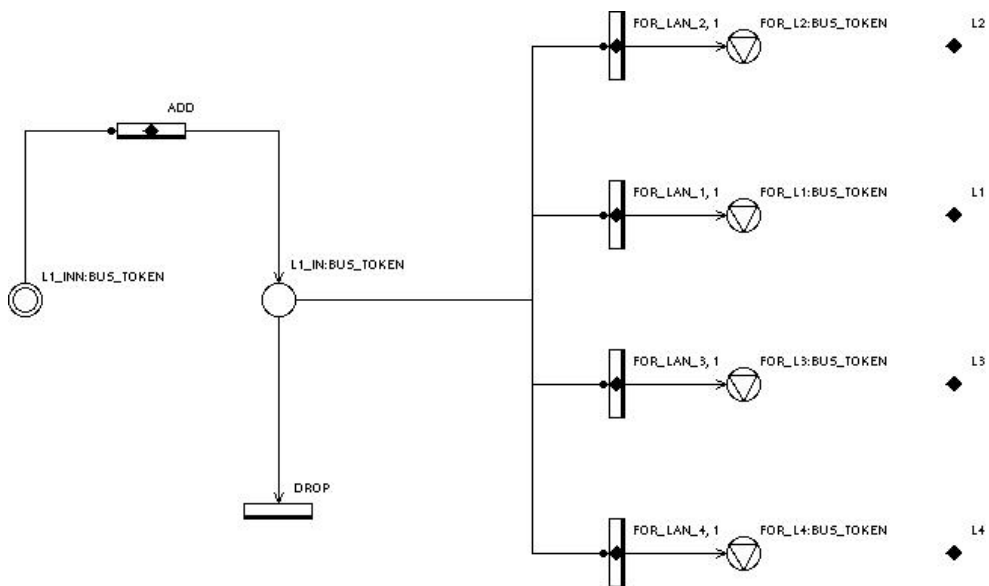 FOR_LAN_2, 1 FOR_L2:BUS_TOKEN L2
ADD
FOR_LAN_1, 1 FOR_L1:BUS_TOKEN L1
L1_INN:BUS_TOKEN L1_IN:BUS_TOKEN
FOR_LAN_3, 1 FOR_L3:BUS_TOKEN L3
DROP
FOR_LAN_4, 1 FOR_L4:BUS_TOKEN L4